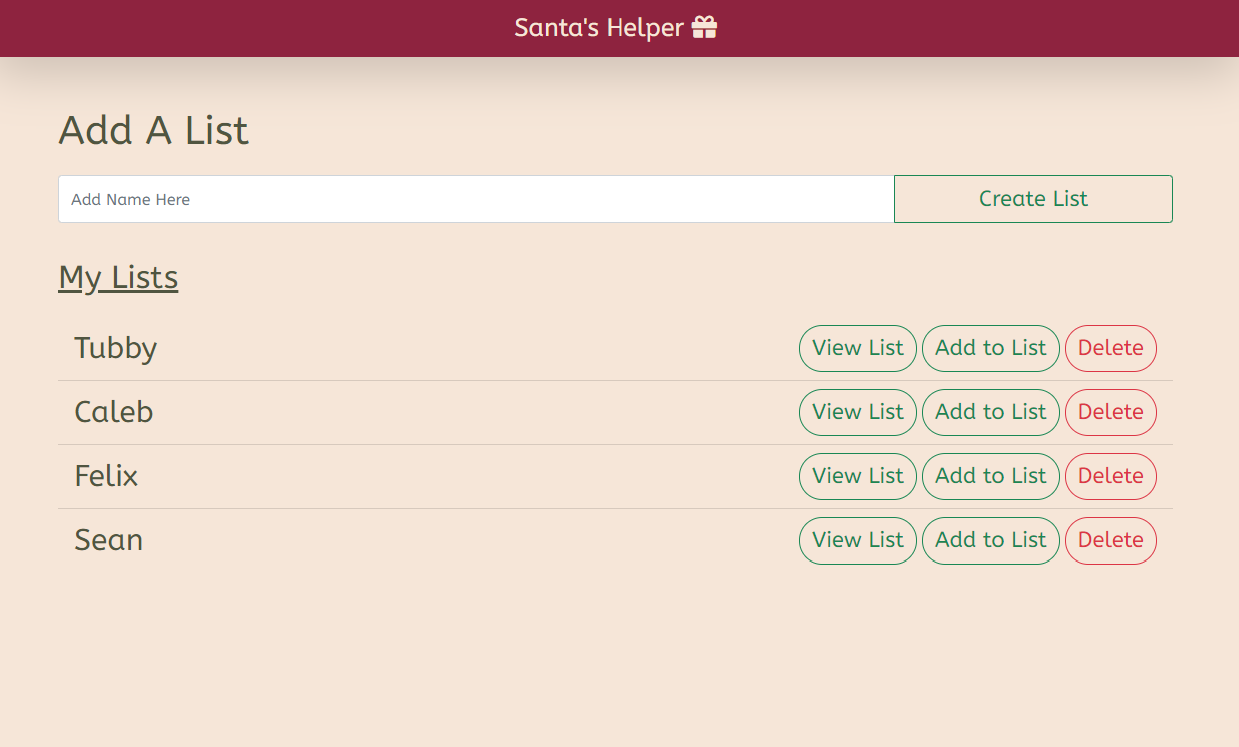 Santa's Helper
Add A List
Add Name Here
Create List
My Lists
Tubby View List Add to List Delete
Caleb View List Add to List Delete
Felix View List Add to List Delete
Sean View List Add to List Delete